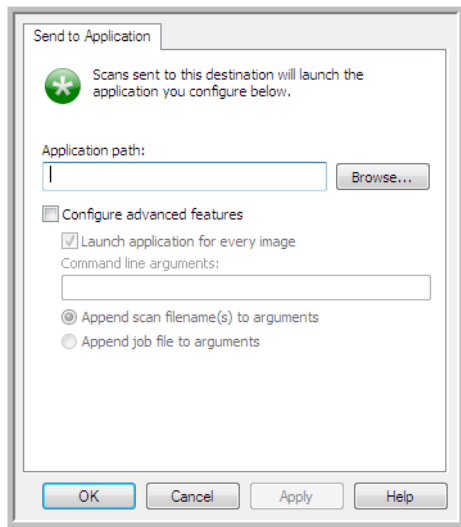 Send to Application
Scans sent to this destination will launch the
application you configure below.
Application path:
Browse...
Configure advanced features
Launch application for every image
Command line arguments:
Append scan filename(s) to arguments
Append job file to arguments
OK Cancel Apply Help